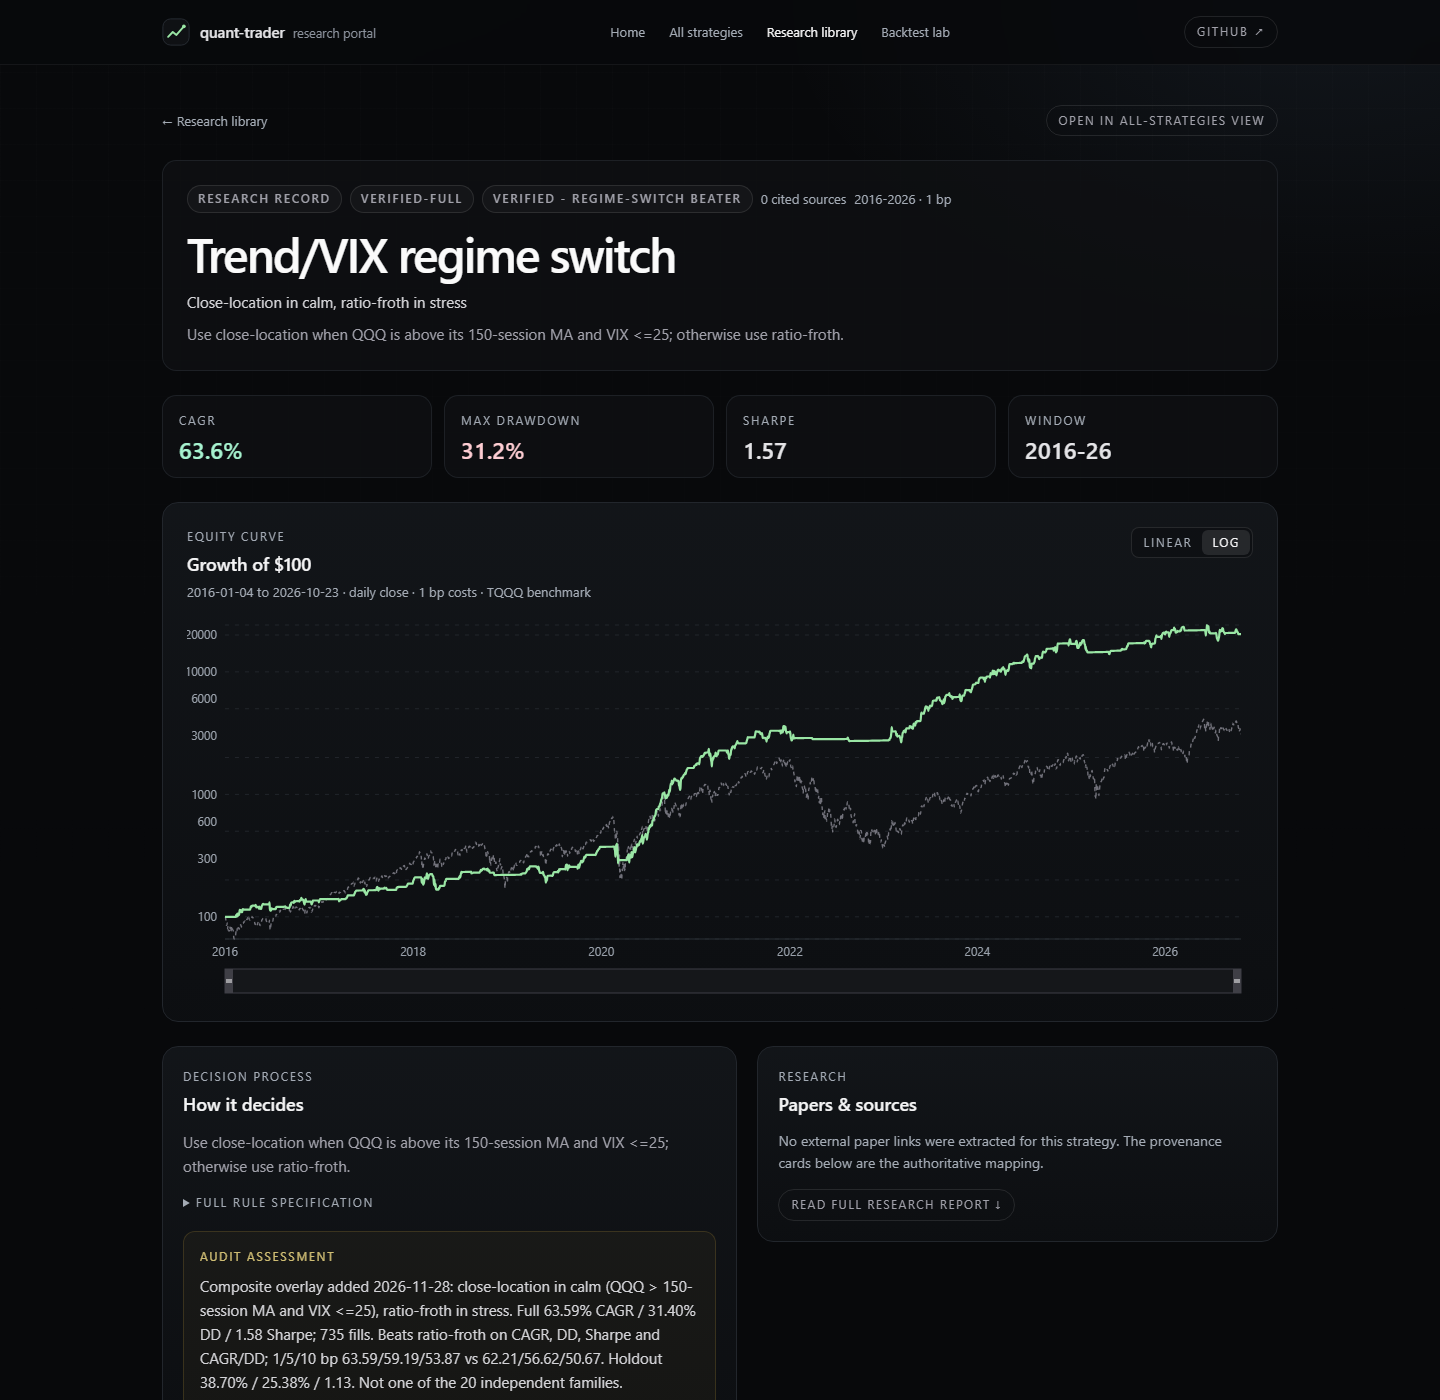 quant-trader research portal
Home All strategies Research library Backtest lab
GITHUB ↗
← Research library
OPEN IN ALL-STRATEGIES VIEW
RESEARCH RECORD VERIFIED-FULL VERIFIED - REGIME-SWITCH BEATER 0 cited sources 2016-2026 · 1 bp
Trend/VIX regime switch
Close-location in calm, ratio-froth in stress
Use close-location when QQQ is above its 150-session MA and VIX <=25; otherwise use ratio-froth.
CAGR
63.6%
MAX DRAWDOWN
31.2%
SHARPE
1.57
WINDOW
2016-26
EQUITY CURVE
Growth of $100
2016-01-04 to 2026-10-23 · daily close · 1 bp costs · TQQQ benchmark
LINEAR LOG
20000
10000
6000
3000
1000
600
300
100
2016 2018 2020 2022 2024 2026
DECISION PROCESS
How it decides
Use close-location when QQQ is above its 150-session MA and VIX <=25;
otherwise use ratio-froth.
▶ FULL RULE SPECIFICATION
AUDIT ASSESSMENT
Composite overlay added 2026-11-28: close-location in calm (QQQ > 150-
session MA and VIX <=25), ratio-froth in stress. Full 63.59% CAGR / 31.40%
DD / 1.58 Sharpe; 735 fills. Beats ratio-froth on CAGR, DD, Sharpe and
CAGR/DD; 1/5/10 bp 63.59/59.19/53.87 vs 62.21/56.62/50.67. Holdout
38.70% / 25.38% / 1.13. Not one of the 20 independent families.
RESEARCH
Papers & sources
No external paper links were extracted for this strategy. The provenance
cards below are the authoritative mapping.
READ FULL RESEARCH REPORT ↓